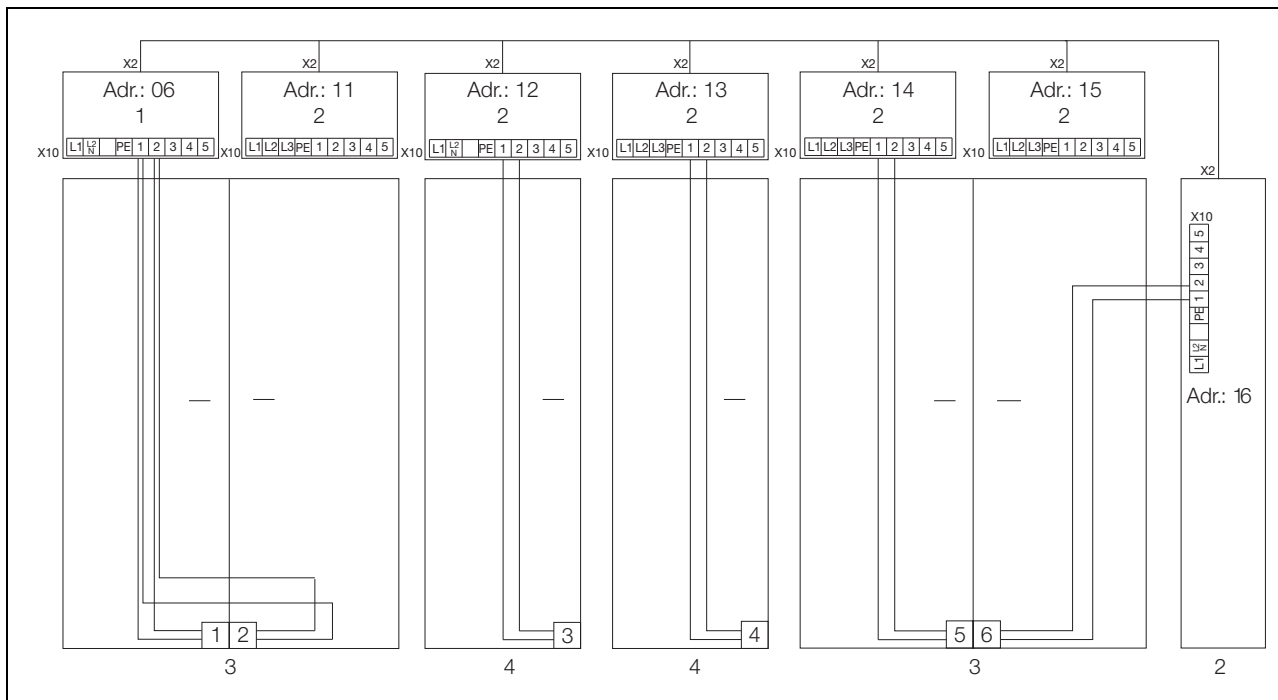 X2 X2 X2 X2 X2 X2
Adr.: 06 Adr.: 11 Adr.: 12 Adr.: 13 Adr.: 14 Adr.: 15
1 2 2 2 2 2
X10 L1 L2 N PE 1 2 3 4 5
X10 L1 L2 L3 PE 1 2 3 4 5
X10 L1 L2 N PE 1 2 3 4 5
X10 L1 L2 L3 PE 1 2 3 4 5
X10 L1 L2 L3 PE 1 2 3 4 5
X10 L1 L2 L3 PE 1 2 3 4 5
X2
X10
L1 L2 N PE 1 2 3 4 5
Adr.: 16
1 2 3 4 5 6
3 4 4 3 2